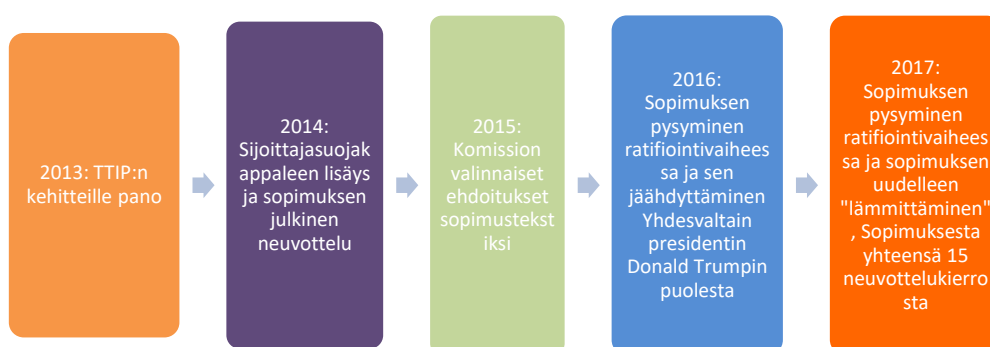 2013: TTIP:n
kehitteille pano
2014:
Sijoittajasuojak
appaleen lisäys
ja sopimuksen
julkinen
neuvottelu
2015:
Komission
valinnaiset
ehdoitukset
sopimustekst
iksi
2016:
Sopimuksen
pysyminen
ratifiointivaihees
sa ja sen
jäähdyttäminen
Yhdesvaltain
presidentin
Donald Trumpin
puolesta
2017:
Sopimuksen
pysyminen
ratifiointivaihees
sa ja sopimuksen
uudelleen
"lämmittäminen"
, Sopimuksesta
yhteensä 15
neuvottelukierro
sta